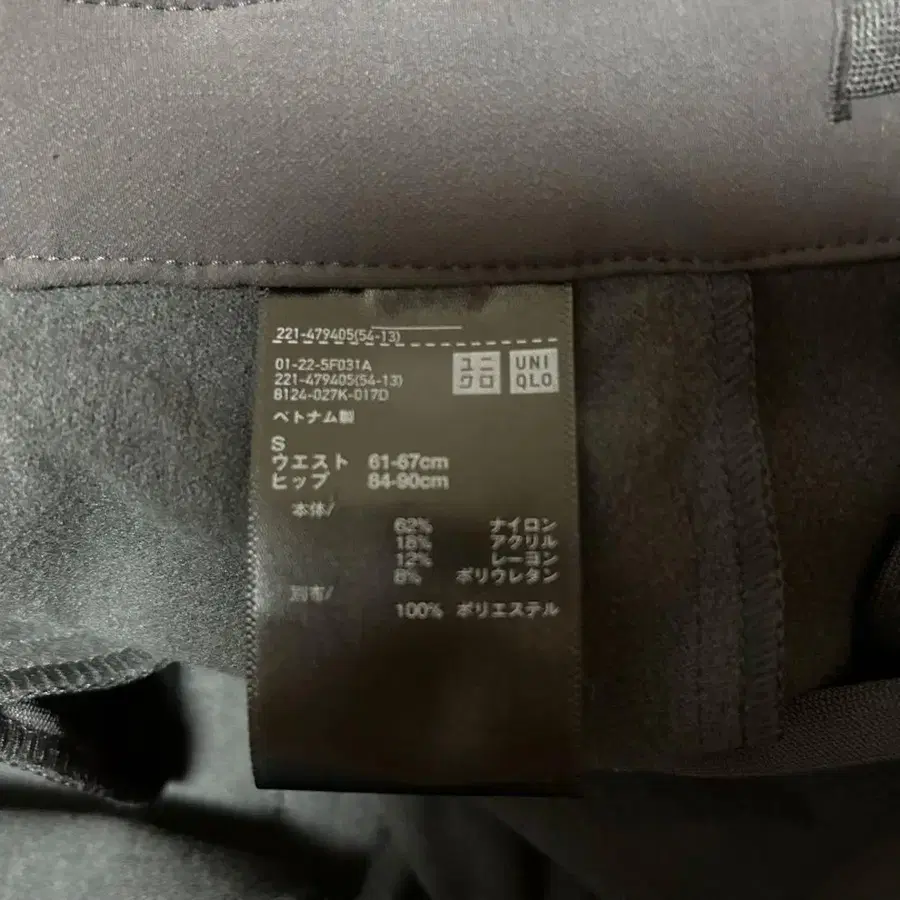 221-479405(54-13)
01-22-5F031A
221-479405(54-13)
8124-027K-017D
ユニクロ
UNIQLO
ベトナム製
S
ウエスト 61-67cm
ヒップ 84-90cm
本体/
62% ナイロン
18% アクリル
12% レーヨン
8% ポリウレタン
別布/
100% ポリエステル